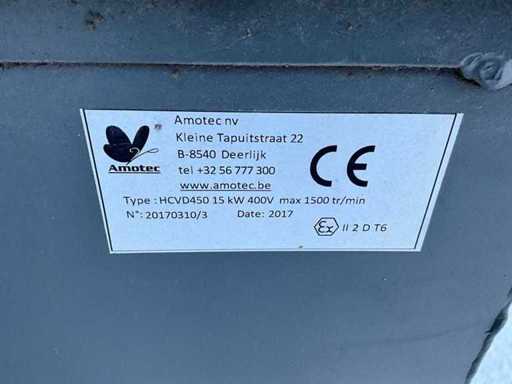 Amotec nv
Kleine Tapuitstraat 22
B-8540 Deerlijk
tel +32 56 777 300
www.amotec.be
Amotec
CE
Type : HCVD450 15 kW 400V max 1500 tr/min
N°: 20170310/3 Date: 2017
Ex II 2 D T6